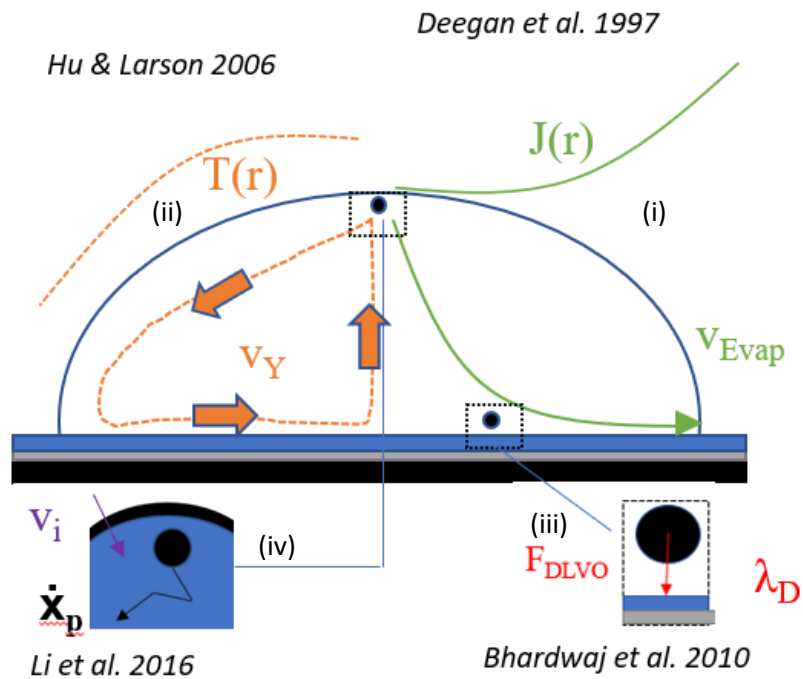 Deegan et al. 1997
Hu & Larson 2006
J(r)
T(r)
(ii)
(i)
v_Evap
v_Y
v_i
(iv)
(iii)
F_DLVO
λ_D
ẋ_p
Li et al. 2016
Bhardwaj et al. 2010